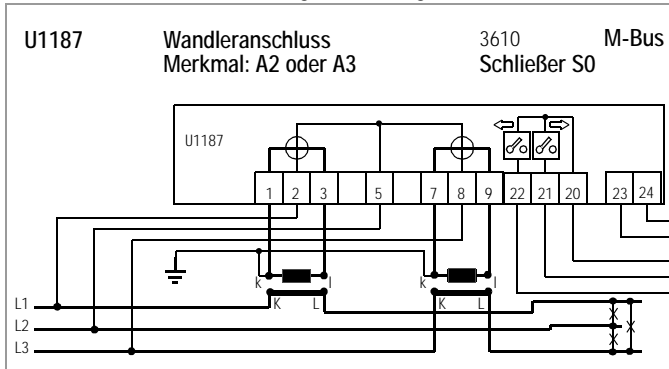 U1187 Wandleranschluss 3610 M-Bus
Merkmal: A2 oder A3 Schließer S0
U1187
1 2 3 5 7 8 9 22 21 20 23 24
k l k l
L1 K L K L
L2
L3